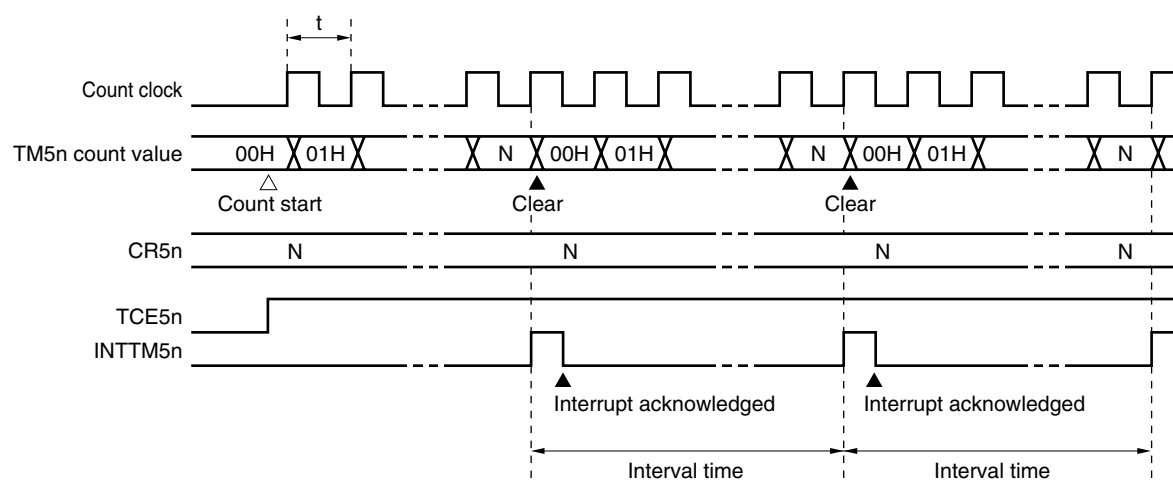 t
Count clock
TM5n count value 00H 01H N 00H 01H N 00H 01H N
Count start Clear Clear
CR5n N N N N
TCE5n
INTTM5n
Interrupt acknowledged Interrupt acknowledged
Interval time Interval time